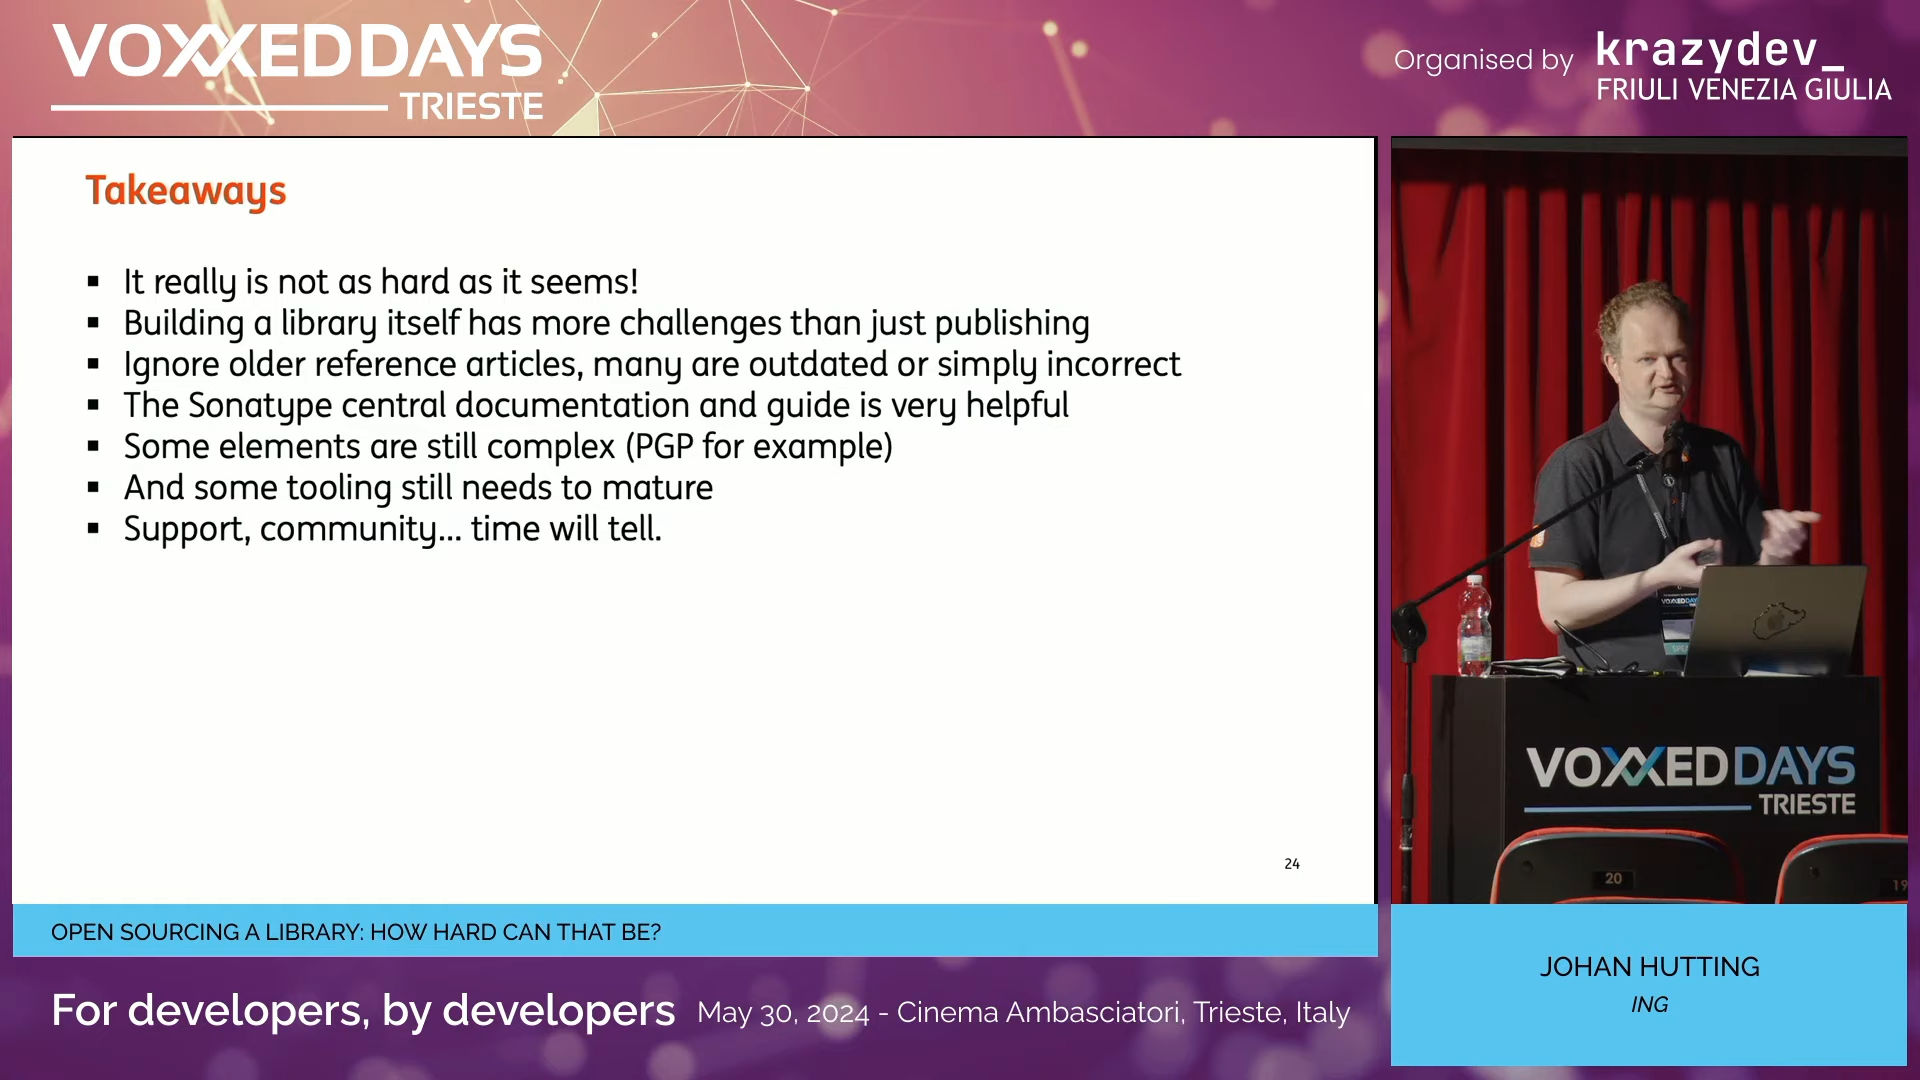 VOXXEDDAYS
TRIESTE
Organised by krazydev_
FRIULI VENEZIA GIULIA
Takeaways
▪ It really is not as hard as it seems!
▪ Building a library itself has more challenges than just publishing
▪ Ignore older reference articles, many are outdated or simply incorrect
▪ The Sonatype central documentation and guide is very helpful
▪ Some elements are still complex (PGP for example)
▪ And some tooling still needs to mature
▪ Support, community... time will tell.
24
VOXXEDDAYS
TRIESTE
20
19
OPEN SOURCING A LIBRARY: HOW HARD CAN THAT BE?
JOHAN HUTTING
ING
For developers, by developers May 30, 2024 - Cinema Ambasciatori, Trieste, Italy